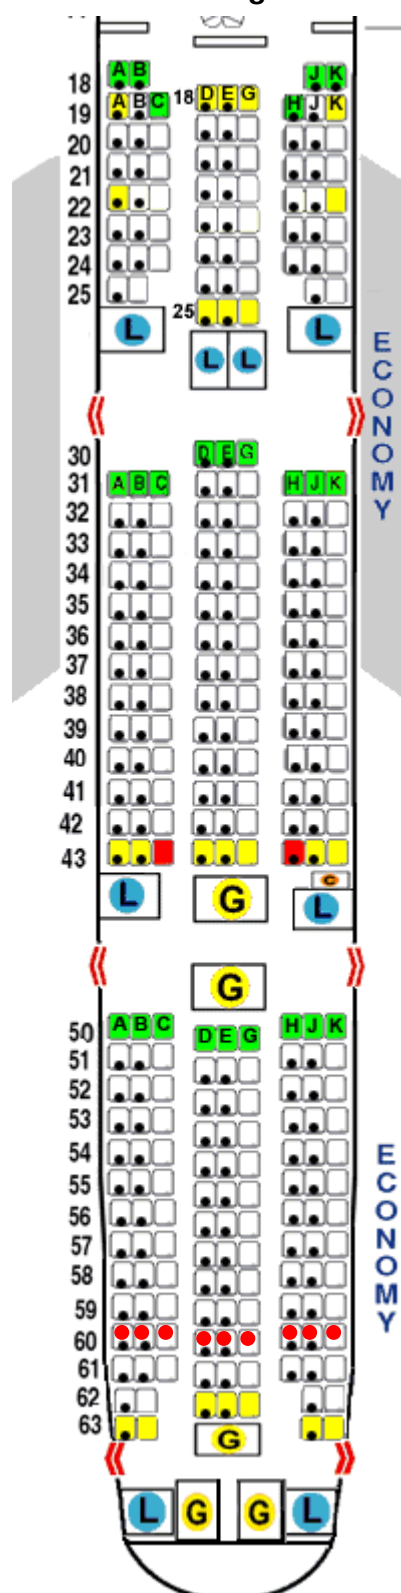 18 A B J K
18 D E G
19 A B C H J K
20
21
22
23
24
25
25
L L
L L
ECONOMY
30 D E G
31 A B C H J K
32
33
34
35
36
37
38
39
40
41
42
43
C
L G L
G
50 A B C D E G H J K
51
52
53
54
55
56
57
58
59
60
61
62
63
ECONOMY
G
L G G L